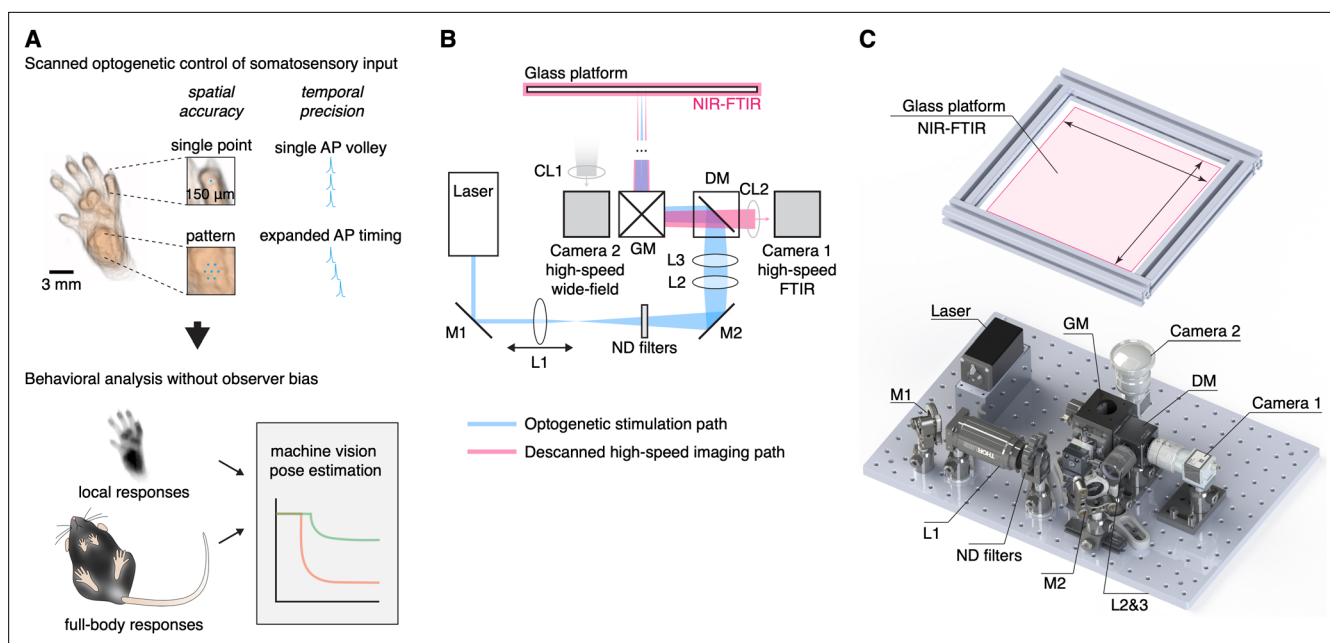 A
Scanned optogenetic control of somatosensory input
spatial
accuracy
temporal
precision
single point
single AP volley
150 µm
pattern
expanded AP timing
3 mm
Behavioral analysis without observer bias
machine vision
pose estimation
local responses
full-body responses
B
Glass platform
NIR-FTIR
...
CL1
DM
CL2
Laser
GM
Camera 2
high-speed
wide-field
Camera 1
high-speed
FTIR
L3
L2
M1
L1
ND filters
M2
Optogenetic stimulation path
Descanned high-speed imaging path
C
Glass platform
NIR-FTIR
Laser
GM
Camera 2
DM
Camera 1
M1
THOR
L1
ND filters
M2
L2&3